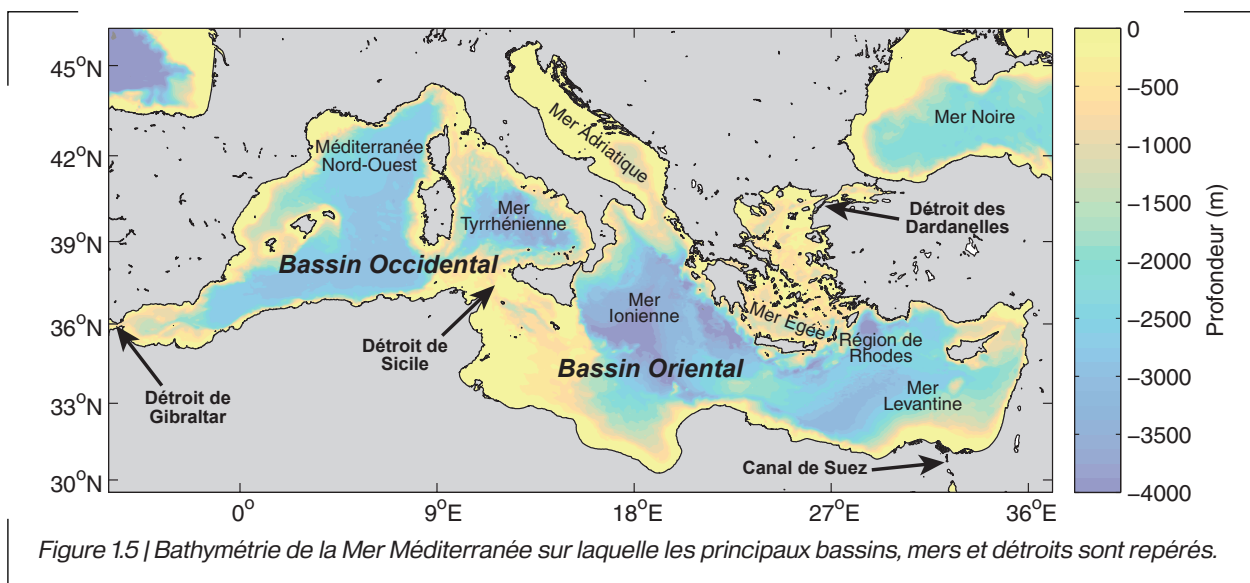 45°N
42°N
39°N
36°N
33°N
30°N
0°
9°E
18°E
27°E
36°E
Méditerranée
Nord-Ouest
Mer
Tyrrhénienne
Mer Adriatique
Mer Noire
Détroit des
Dardanelles
Bassin Occidental
Mer
Ionienne
Mer Egée
Région de
Rhodes
Détroit de
Sicile
Bassin Oriental
Mer
Levantine
Détroit de
Gibraltar
Canal de Suez
0
−500
−1000
−1500
−2000
−2500
−3000
−3500
−4000
Profondeur (m)
Figure 1.5 | Bathymétrie de la Mer Méditerranée sur laquelle les principaux bassins, mers et détroits sont repérés.